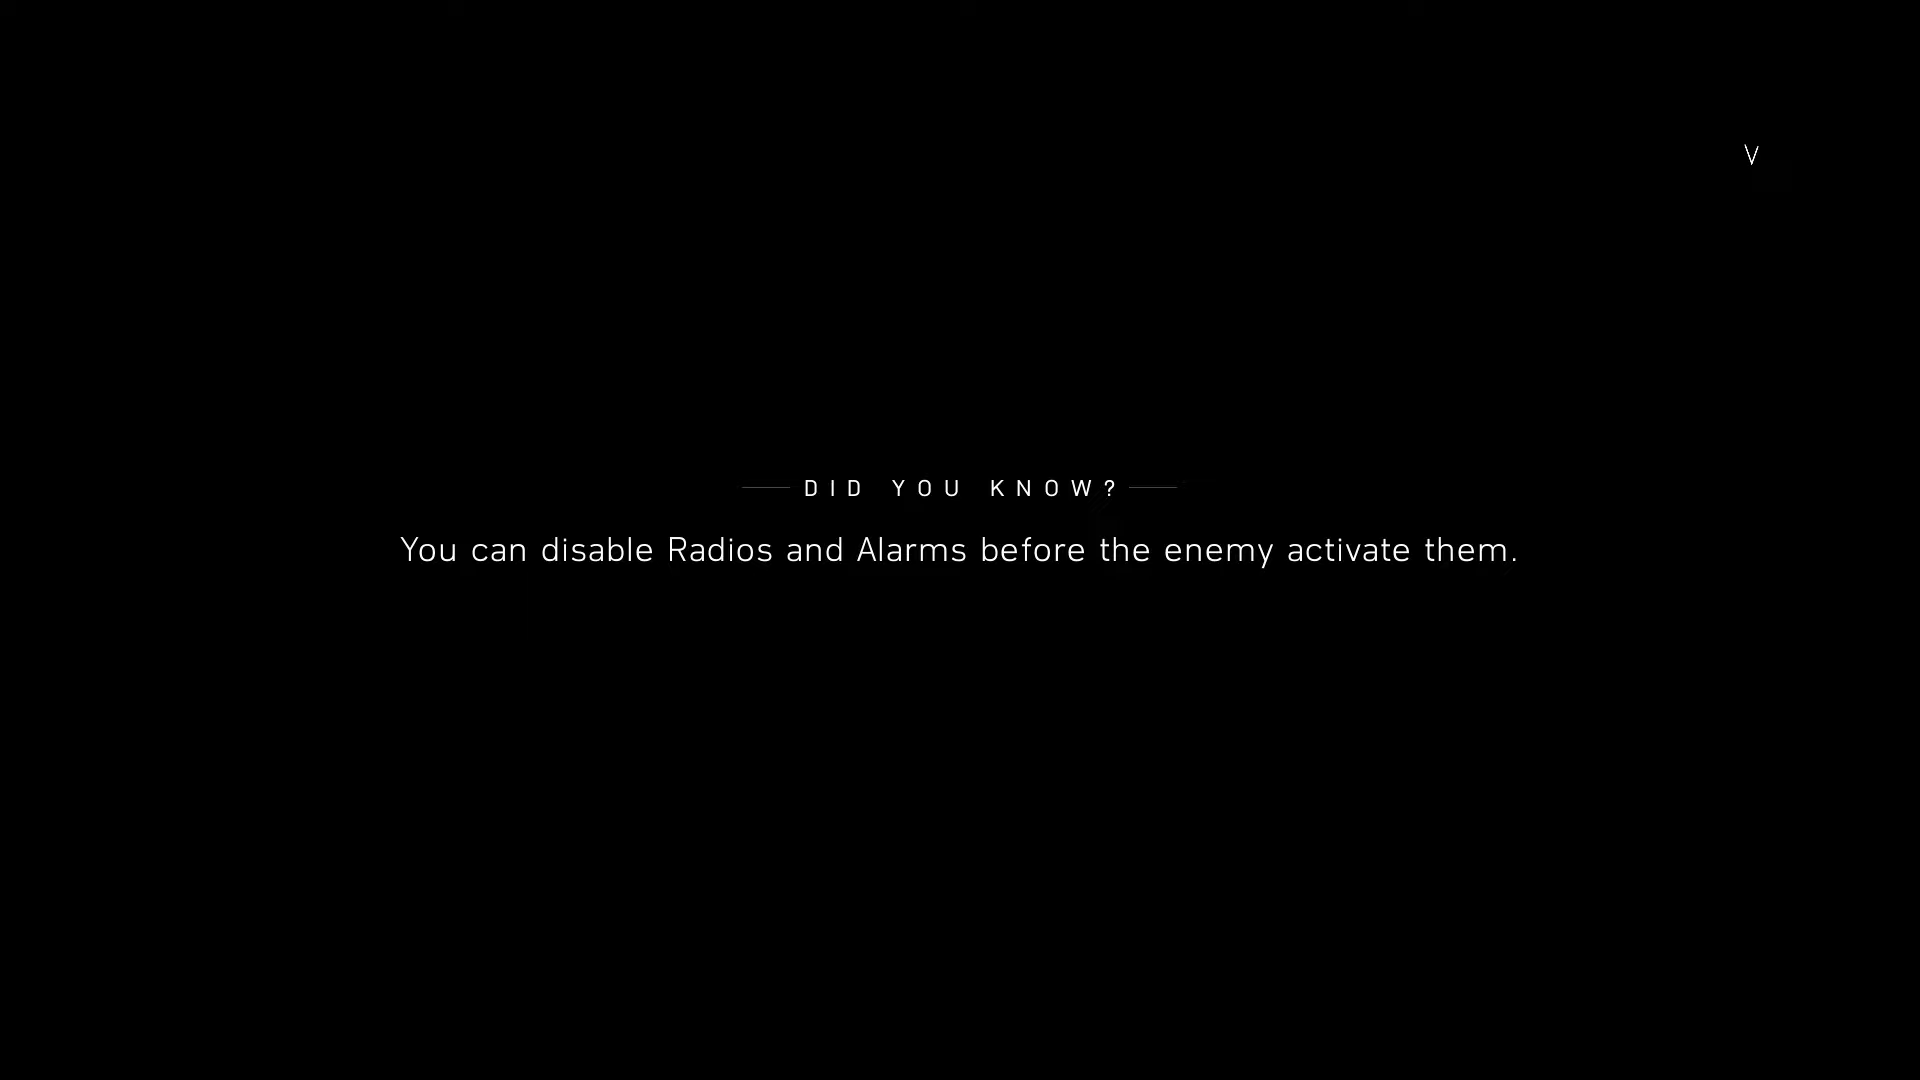 V
DID YOU KNOW?
You can disable Radios and Alarms before the enemy activate them.